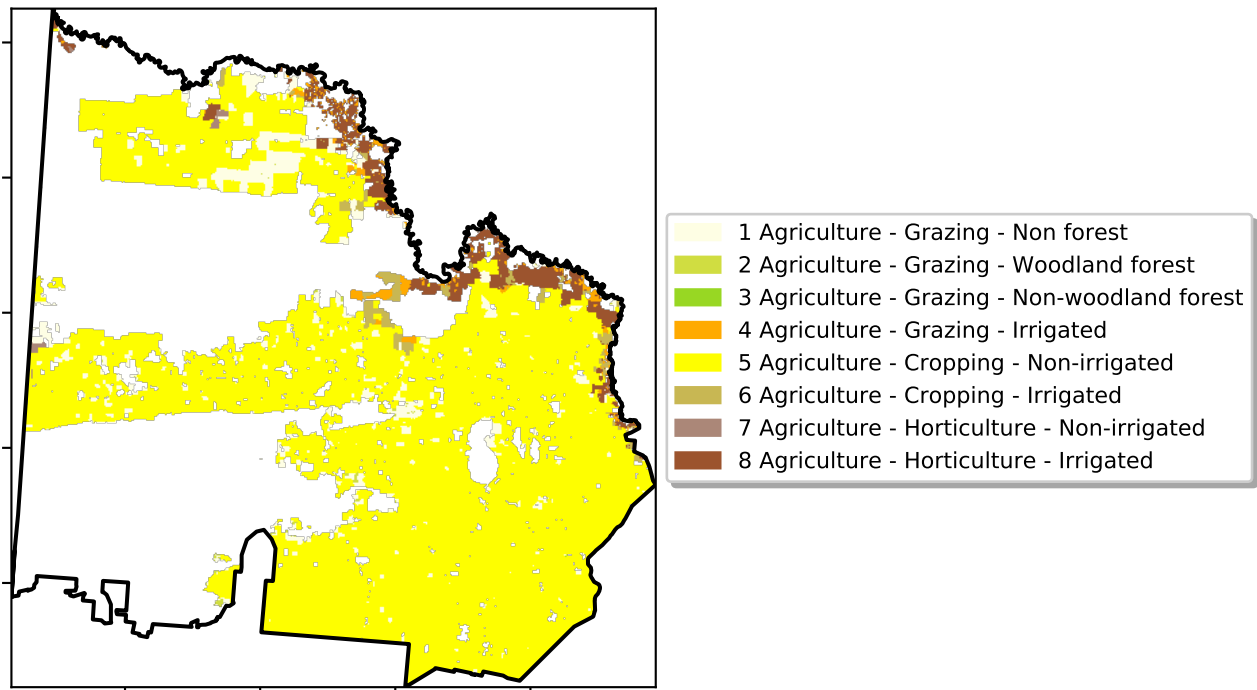 1 Agriculture - Grazing - Non forest
2 Agriculture - Grazing - Woodland forest
3 Agriculture - Grazing - Non-woodland forest
4 Agriculture - Grazing - Irrigated
5 Agriculture - Cropping - Non-irrigated
6 Agriculture - Cropping - Irrigated
7 Agriculture - Horticulture - Non-irrigated
8 Agriculture - Horticulture - Irrigated